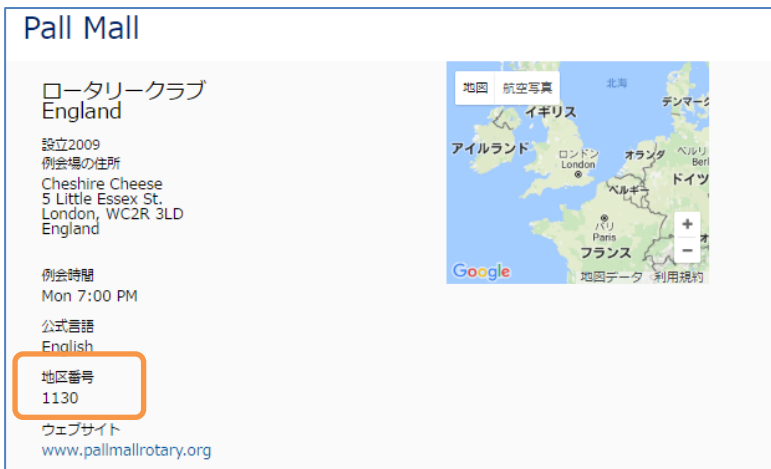 Pall Mall
ロータリークラブ
England
設立2009
例会場の住所
Cheshire Cheese
5 Little Essex St.
London, WC2R 3LD
England
例会時間
Mon 7:00 PM
公式言語
English
地区番号
1130
ウェブサイト
www.pallmallrotary.org
地図 航空写真
北海
デンマーク
イギリス
アイルランド
ロンドン
London
オランダ
ベルリ
Berl
ドイツ
ベルギー
パリ
Paris
フランス
+
−
Google
地図データ 利用規約